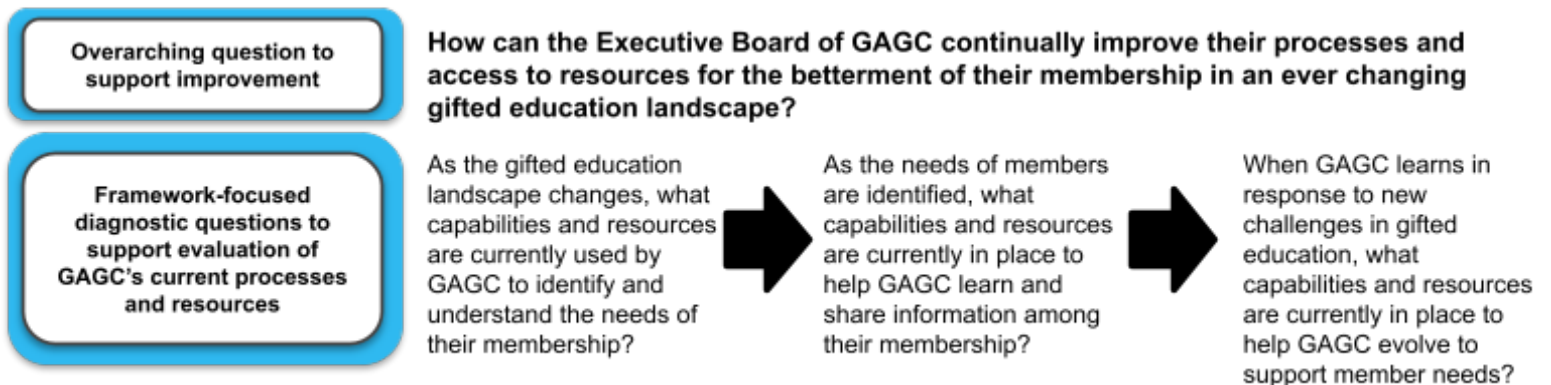 Overarching question to
support improvement
How can the Executive Board of GAGC continually improve their processes and
access to resources for the betterment of their membership in an ever changing
gifted education landscape?
Framework-focused
diagnostic questions to
support evaluation of
GAGC's current processes
and resources
As the gifted education
landscape changes, what
capabilities and resources
are currently used by
GAGC to identify and
understand the needs of
their membership?
As the needs of members
are identified, what
capabilities and resources
are currently in place to
help GAGC learn and
share information among
their membership?
When GAGC learns in
response to new
challenges in gifted
education, what
capabilities and resources
are currently in place to
help GAGC evolve to
support member needs?